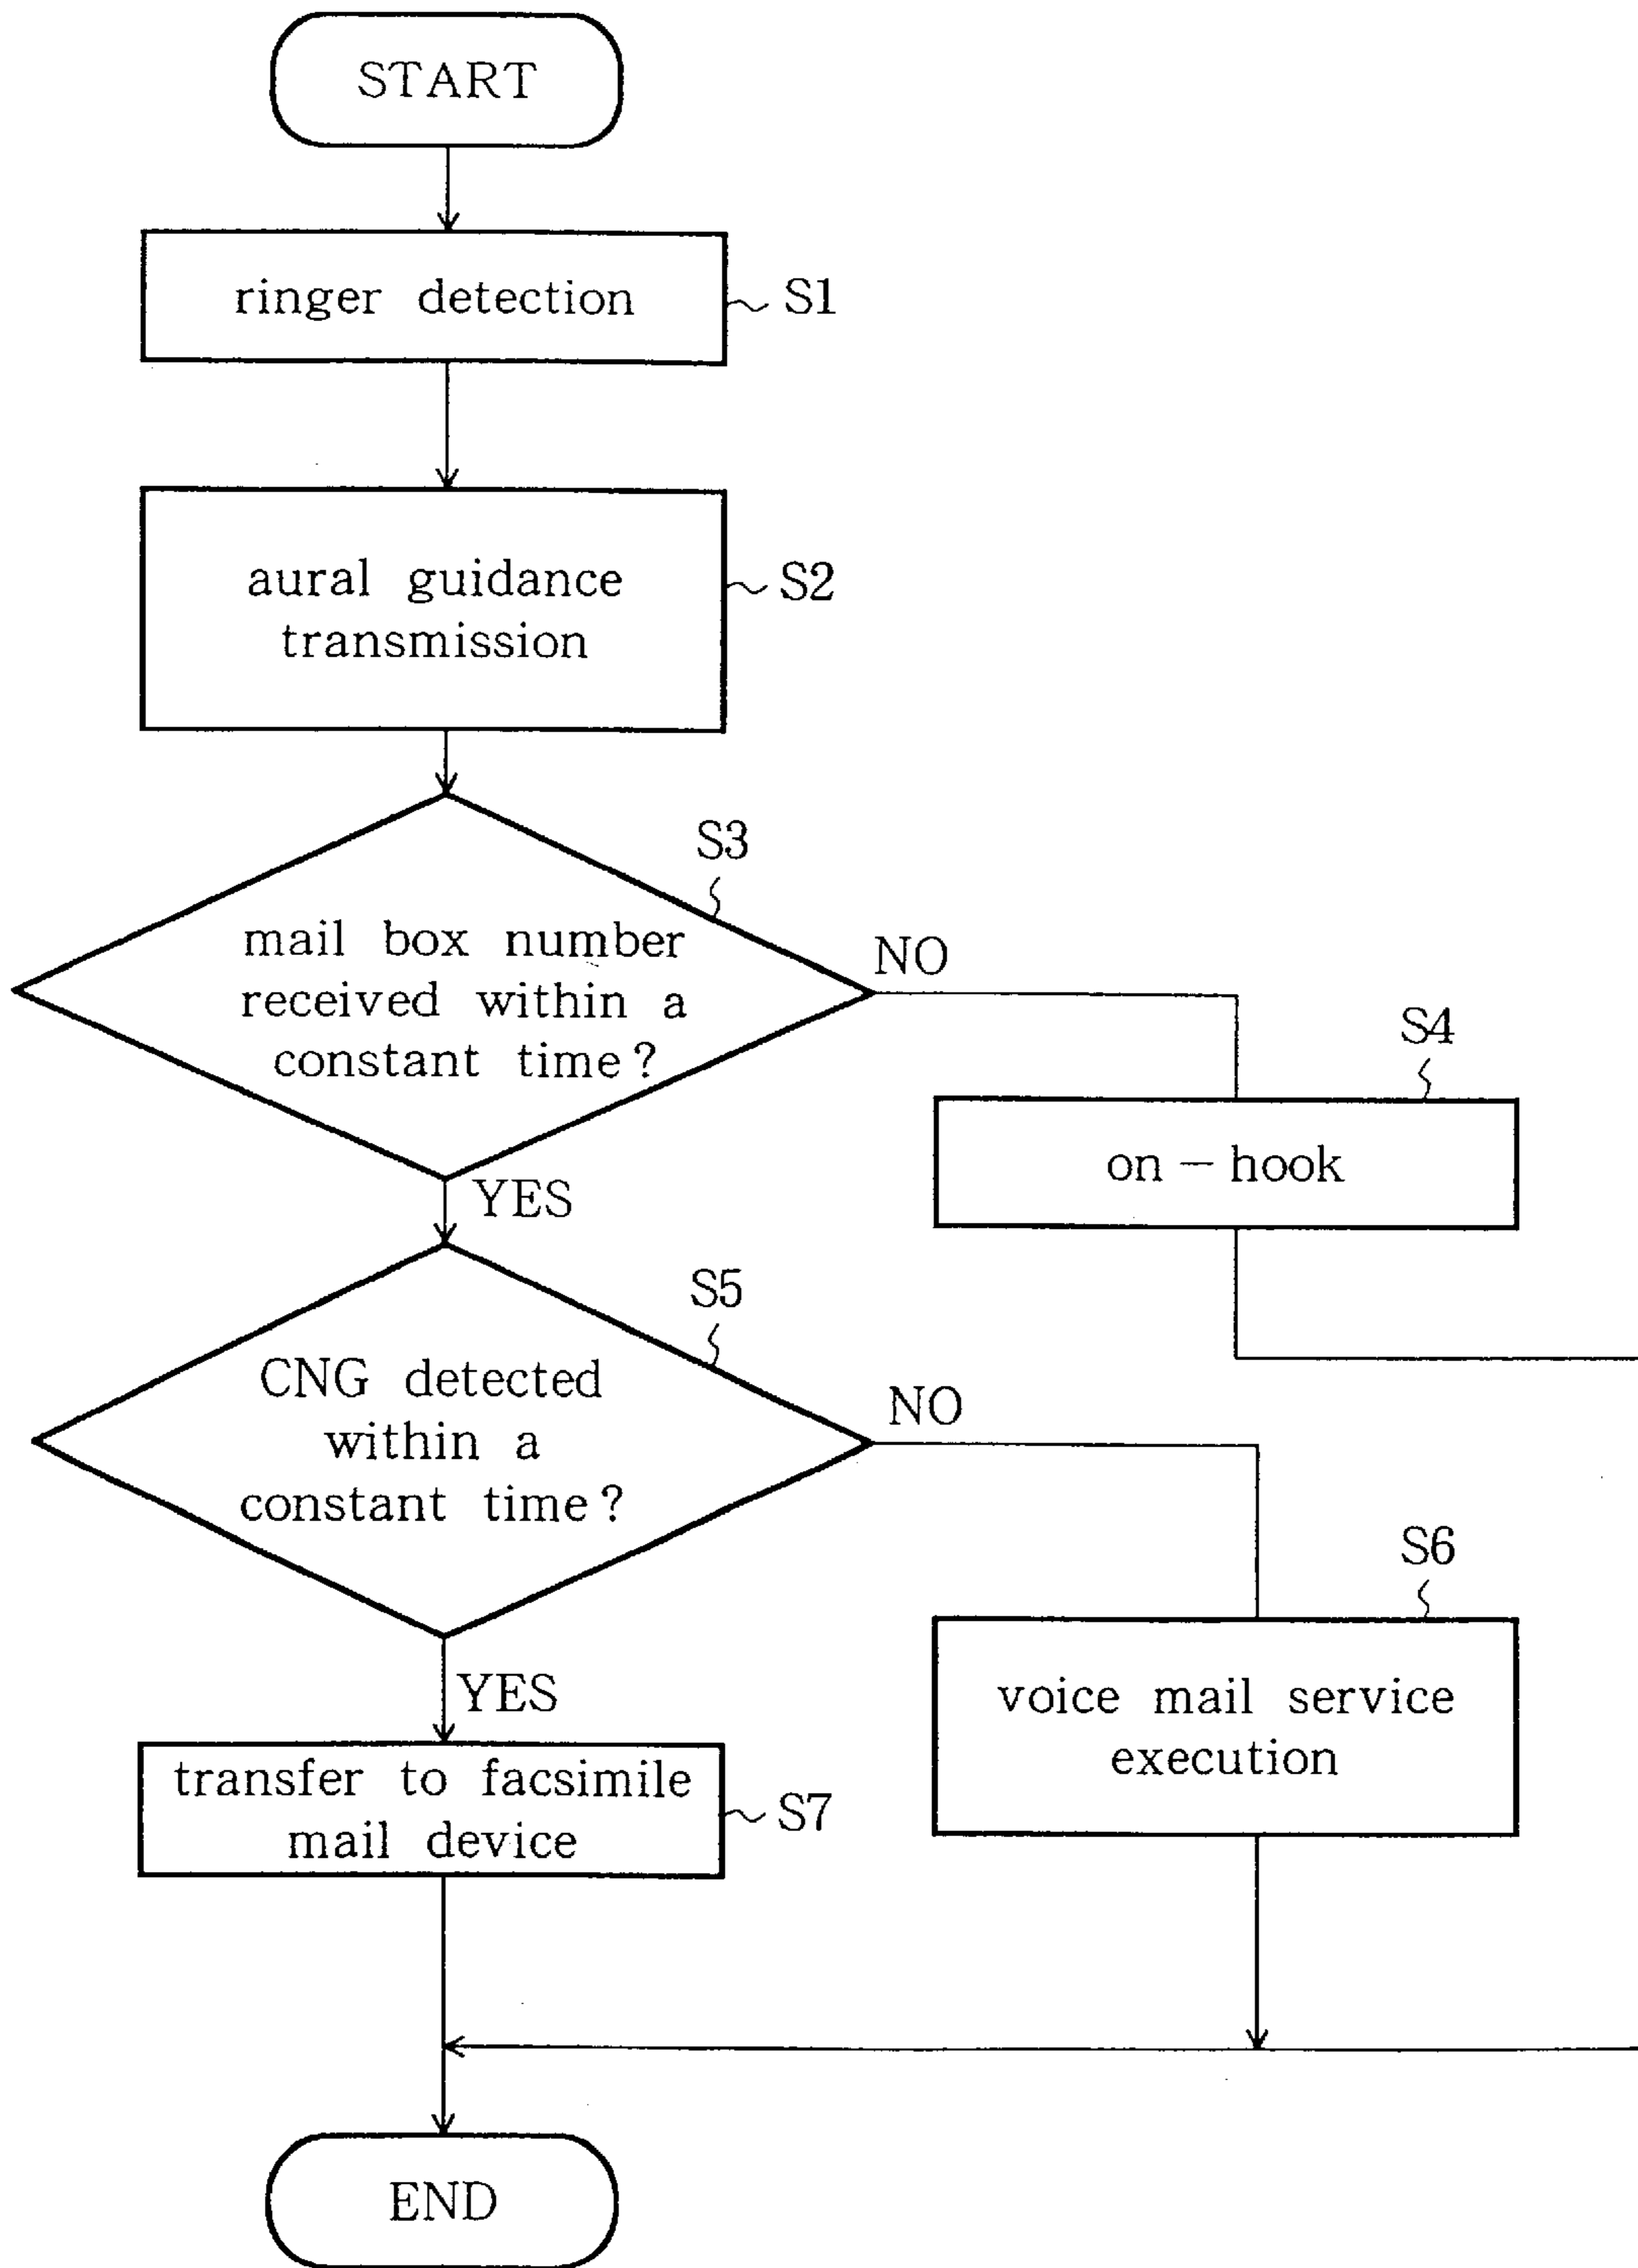 START
ringer detection
S1
aural guidance
transmission
S2
S3
mail box number
received within a
constant time?
NO
YES
S4
on-hook
S5
CNG detected
within a
constant time?
NO
YES
S6
voice mail service
execution
transfer to facsimile
mail device
S7
END